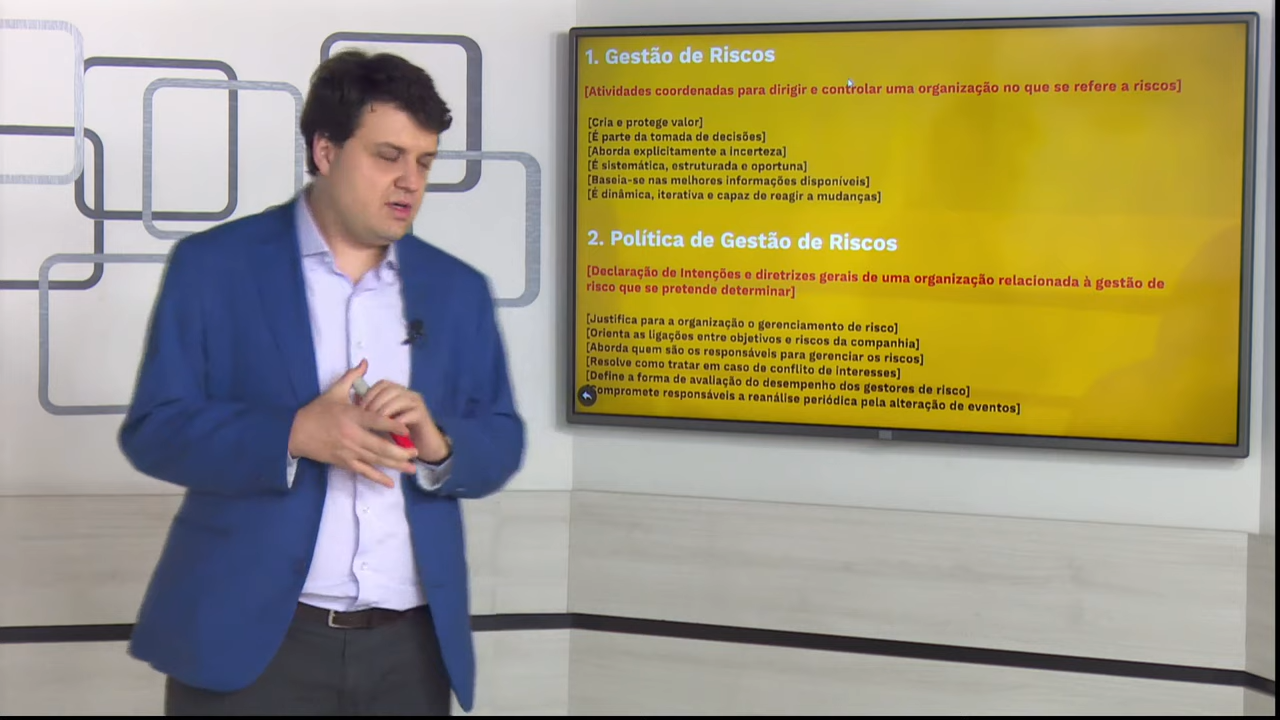 1. Gestão de Riscos
[Atividades coordenadas para dirigir e controlar uma organização no que se refere a riscos]
[Cria e protege valor]
[É parte da tomada de decisões]
[Aborda explicitamente a incerteza]
[É sistemática, estruturada e oportuna]
[Baseia-se nas melhores informações disponíveis]
[É dinâmica, iterativa e capaz de reagir a mudanças]
2. Política de Gestão de Riscos
[Declaração de Intenções e diretrizes gerais de uma organização relacionada à gestão de
risco que se pretende determinar]
[Justifica para a organização o gerenciamento de risco]
[Orienta as ligações entre objetivos e riscos da companhia]
[Aborda quem são os responsáveis para gerenciar os riscos]
[Resolve como tratar em caso de conflito de interesses]
[Define a forma de avaliação do desempenho dos gestores de risco]
Compromete responsáveis a reanálise periódica pela alteração de eventos]